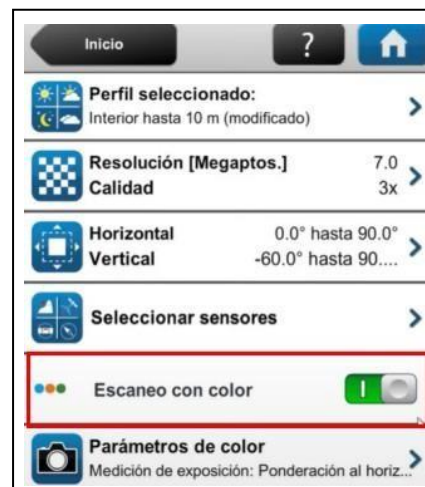 Inicio ?
Perfil seleccionado:
Interior hasta 10 m (modificado)
Resolución [Megaptos.] 7.0
Calidad 3x
Horizontal 0.0° hasta 90.0°
Vertical -60.0° hasta 90....
Seleccionar sensores
Escaneo con color
Parámetros de color
Medición de exposición: Ponderación al horiz...